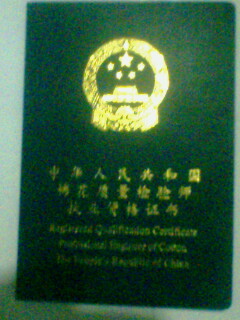 中华人民共和国
棉花质量检验师
执业资格证书
Registered Qualification Certificate
Professional Engineer of Cotton
The People's Republic of China